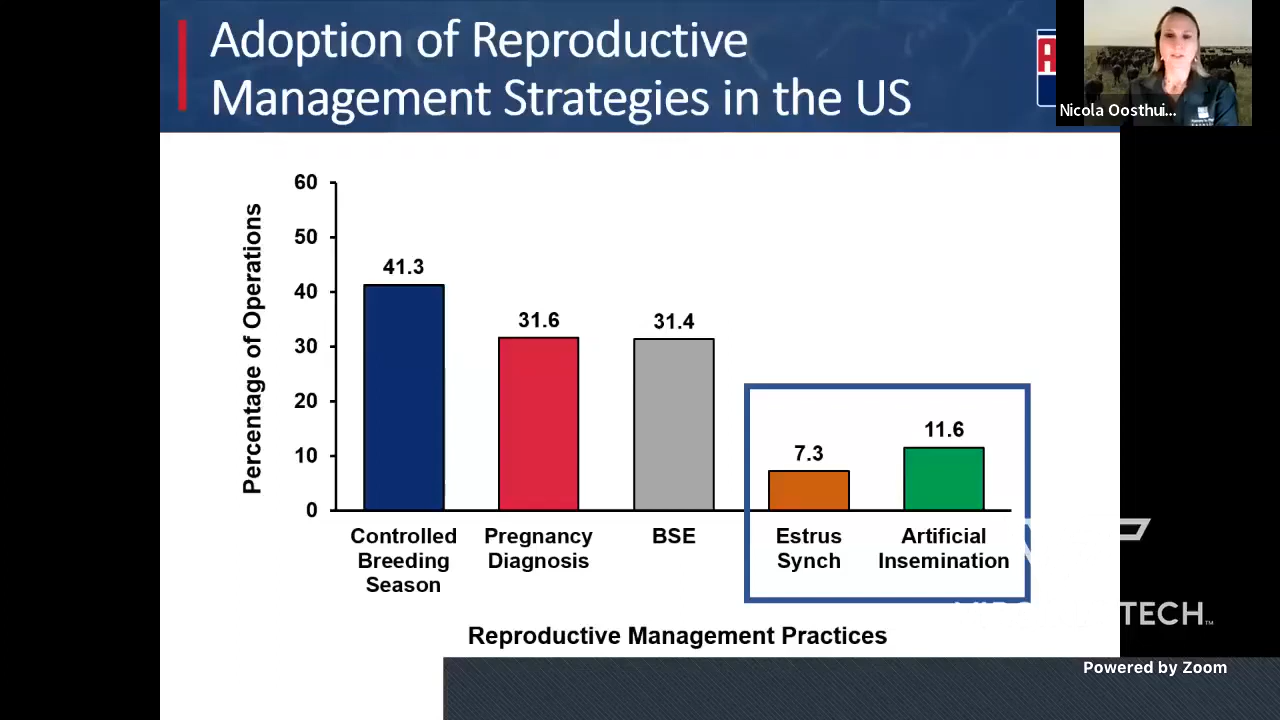 Adoption of Reproductive
Management Strategies in the US
A
Nicola Oosthui...
Percentage of Operations
60
50
40
30
20
10
0
41.3
31.6
31.4
7.3
11.6
Controlled
Breeding
Season
Pregnancy
Diagnosis
BSE
Estrus
Synch
Artificial
Insemination
Reproductive Management Practices
TECH™
Powered by Zoom